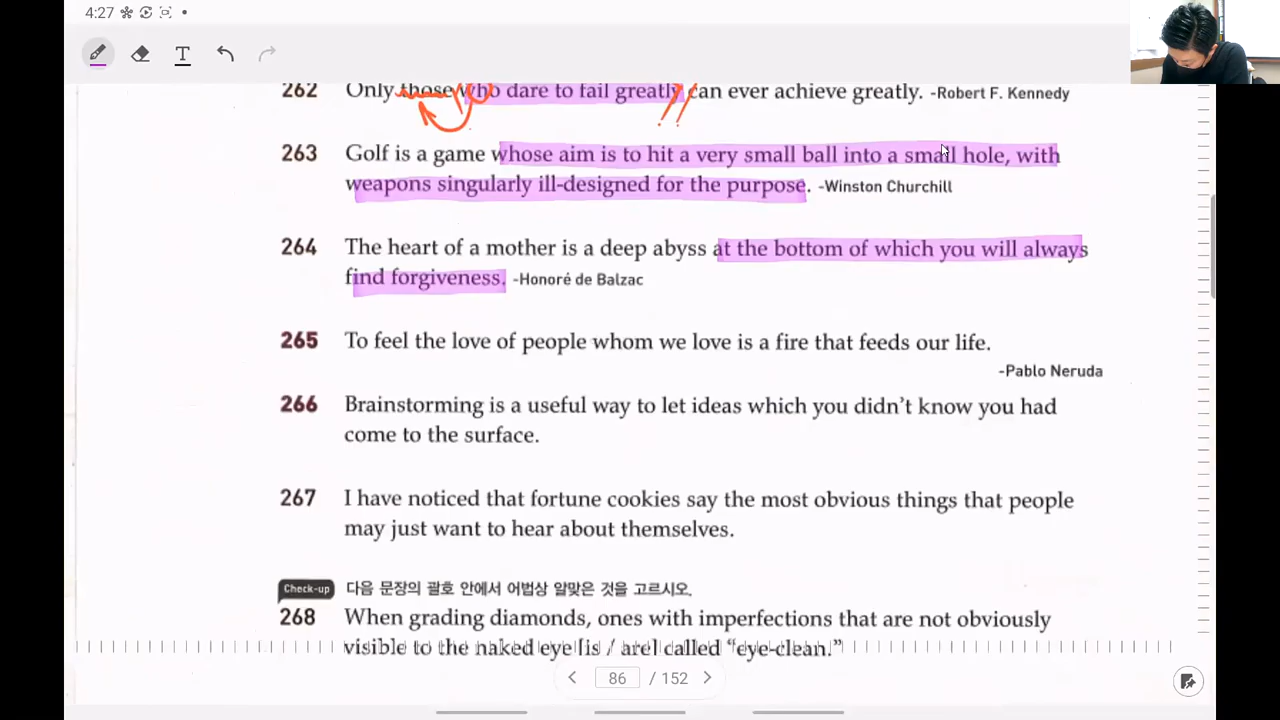 4:27
T
262 Only those who dare to fail greatly can ever achieve greatly. -Robert F. Kennedy
263 Golf is a game whose aim is to hit a very small ball into a small hole, with
weapons singularly ill-designed for the purpose. -Winston Churchill
264 The heart of a mother is a deep abyss at the bottom of which you will always
find forgiveness. -Honoré de Balzac
265 To feel the love of people whom we love is a fire that feeds our life.
-Pablo Neruda
266 Brainstorming is a useful way to let ideas which you didn't know you had
come to the surface.
267 I have noticed that fortune cookies say the most obvious things that people
may just want to hear about themselves.
Check-up 다음 문장의 괄호 안에서 어법상 알맞은 것을 고르시오.
268 When grading diamonds, ones with imperfections that are not obviously
visible to the naked eye [is / are] called “eye-clean.”
86 / 152